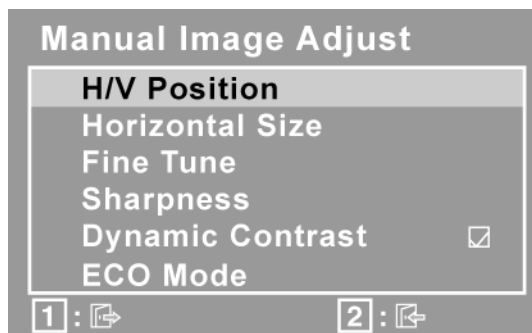 Manual Image Adjust
H/V Position
Horizontal Size
Fine Tune
Sharpness
Dynamic Contrast
ECO Mode
1 : 2 :